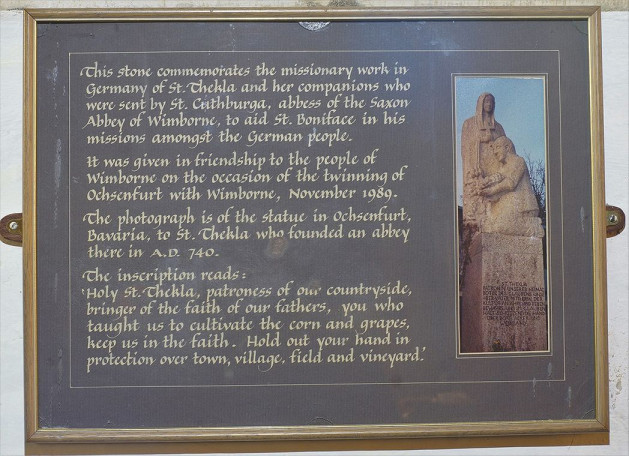 This stone commemorates the missionary work in
Germany of St. Thekla and her companions who
were sent by St. Cuthburga, abbess of the Saxon
Abbey of Wimborne, to aid St. Boniface in his
missions amongst the German people.
It was given in friendship to the people of
Wimborne on the occasion of the twinning of
Ochsenfurt with Wimborne, November 1989.
The photograph is of the statue in Ochsenfurt,
Bavaria, to St. Thekla who founded an abbey
there in A.D. 740.
The inscription reads:
'Holy St. Thekla, patroness of our countryside,
bringer of the faith of our fathers, you who
taught us to cultivate the corn and grapes,
keep us in the faith. Hold out your hand in
protection over town, village, field and vineyard.'